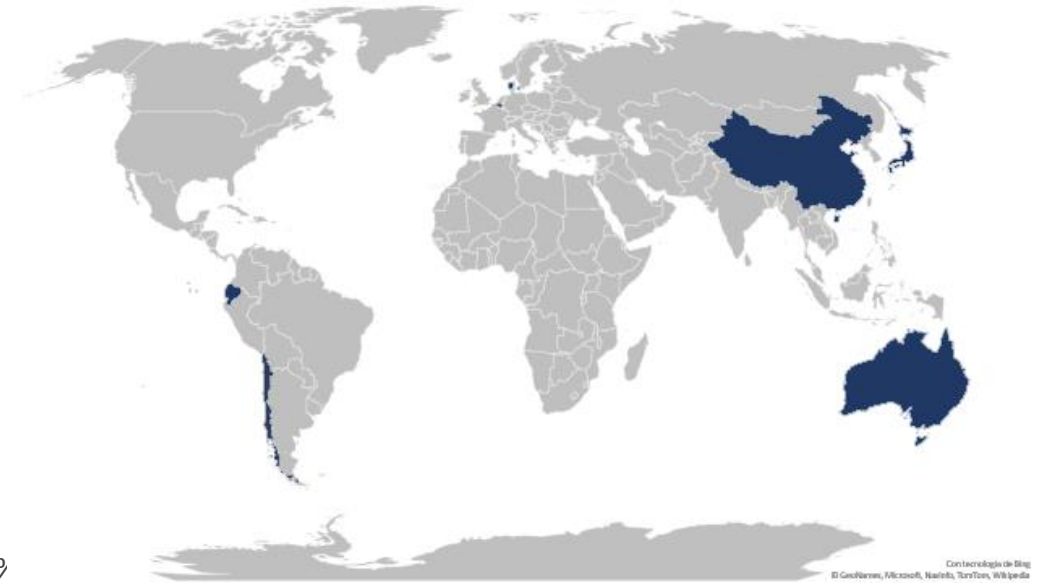 Con tecnología de Bing
© GeoNames, Microsoft, Navinfo, TomTom, Wikipedia